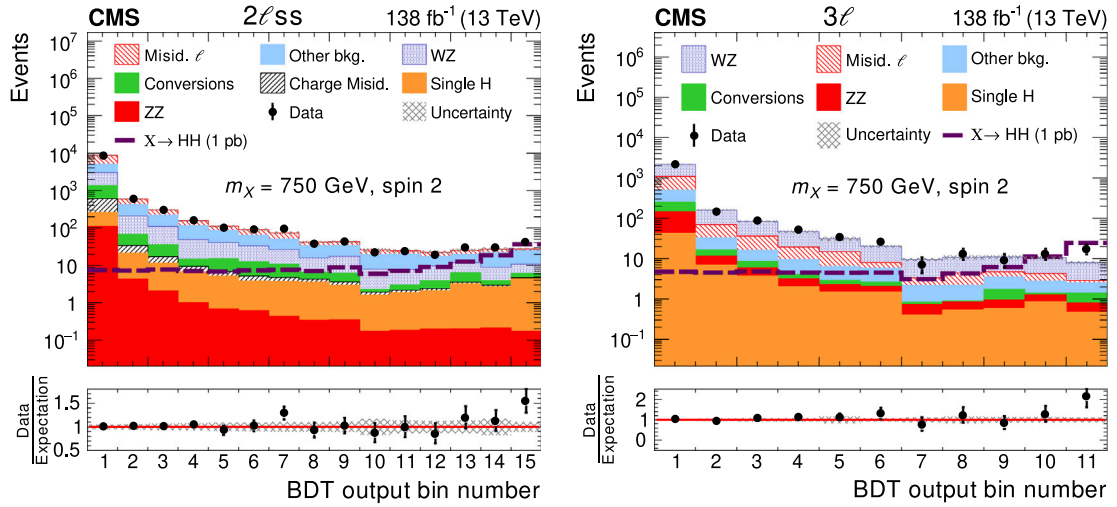 CMS 2ℓss 138 fb⁻¹ (13 TeV)
Events
10⁷
10⁶
10⁵
10⁴
10³
10²
10
1
10⁻¹
Misid. ℓ Other bkg. WZ
Conversions Charge Misid. Single H
ZZ Data Uncertainty
X→HH (1 pb)
m_X = 750 GeV, spin 2
Data
Expectation
1.5
1
0.5
1 2 3 4 5 6 7 8 9 10 11 12 13 14 15
BDT output bin number
CMS 3ℓ 138 fb⁻¹ (13 TeV)
Events
10⁶
10⁵
10⁴
10³
10²
10
1
10⁻¹
WZ Misid. ℓ Other bkg.
Conversions ZZ Single H
Data Uncertainty X→HH (1 pb)
m_X = 750 GeV, spin 2
Data
Expectation
2
1
0
1 2 3 4 5 6 7 8 9 10 11
BDT output bin number